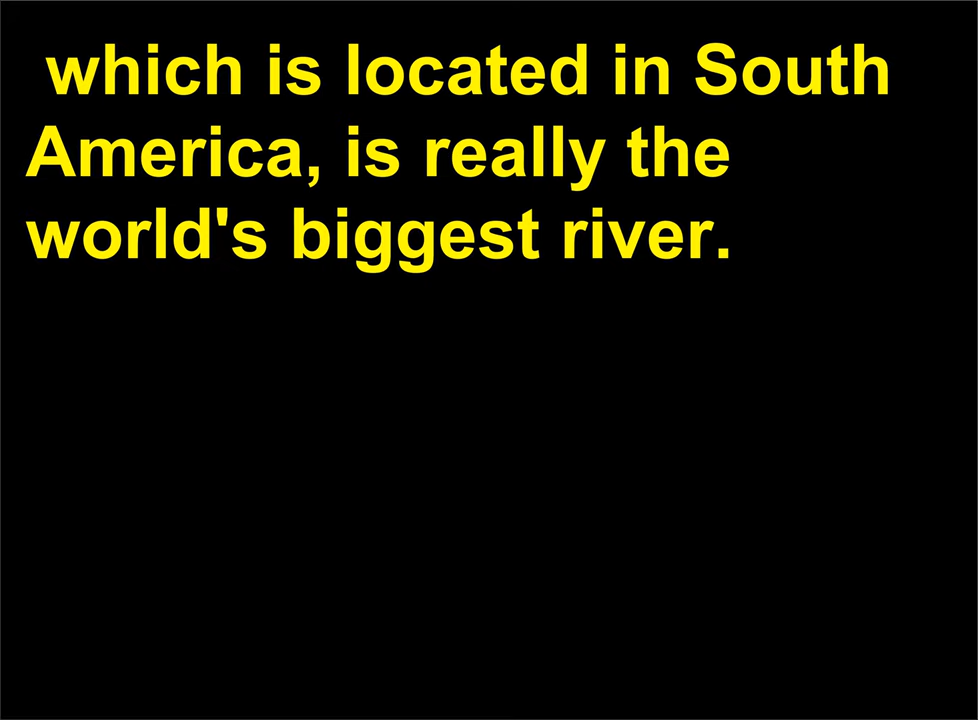 which is located in South
America, is really the
world's biggest river.